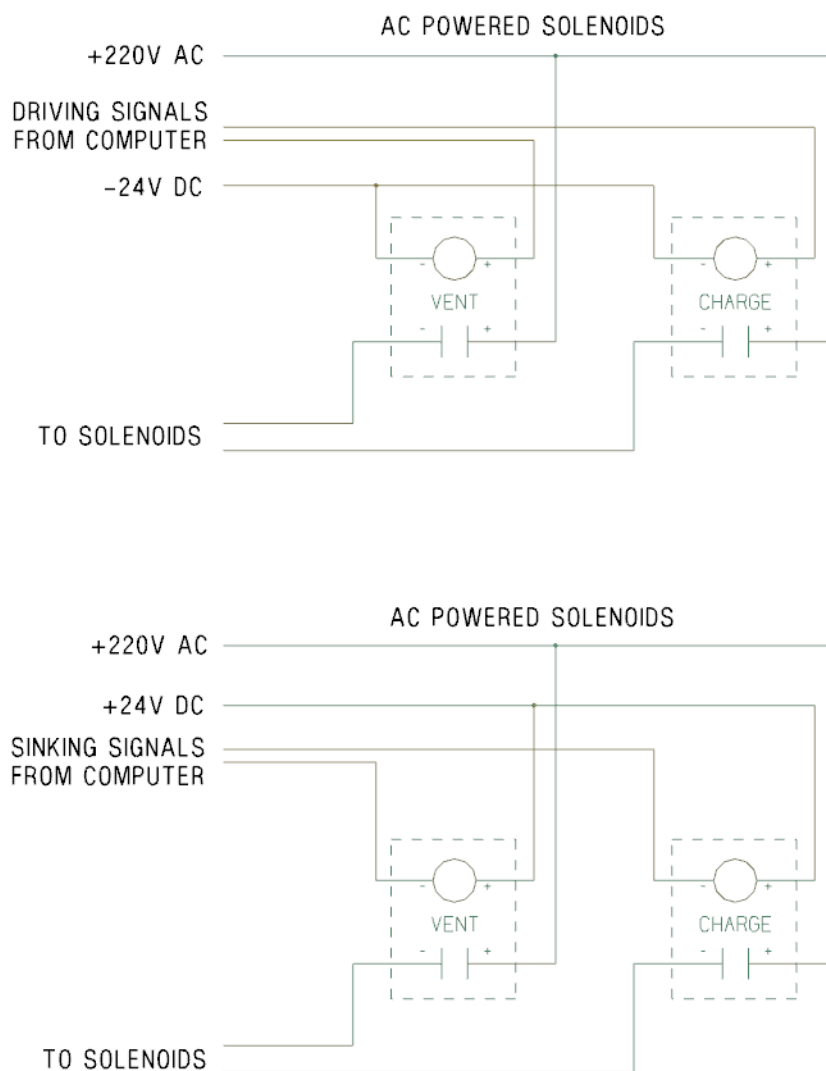 AC POWERED SOLENOIDS
+220V AC
DRIVING SIGNALS
FROM COMPUTER
-24V DC
- +
- +
VENT
CHARGE
- +
- +
TO SOLENOIDS
AC POWERED SOLENOIDS
+220V AC
+24V DC
SINKING SIGNALS
FROM COMPUTER
- +
- +
VENT
CHARGE
- +
- +
TO SOLENOIDS